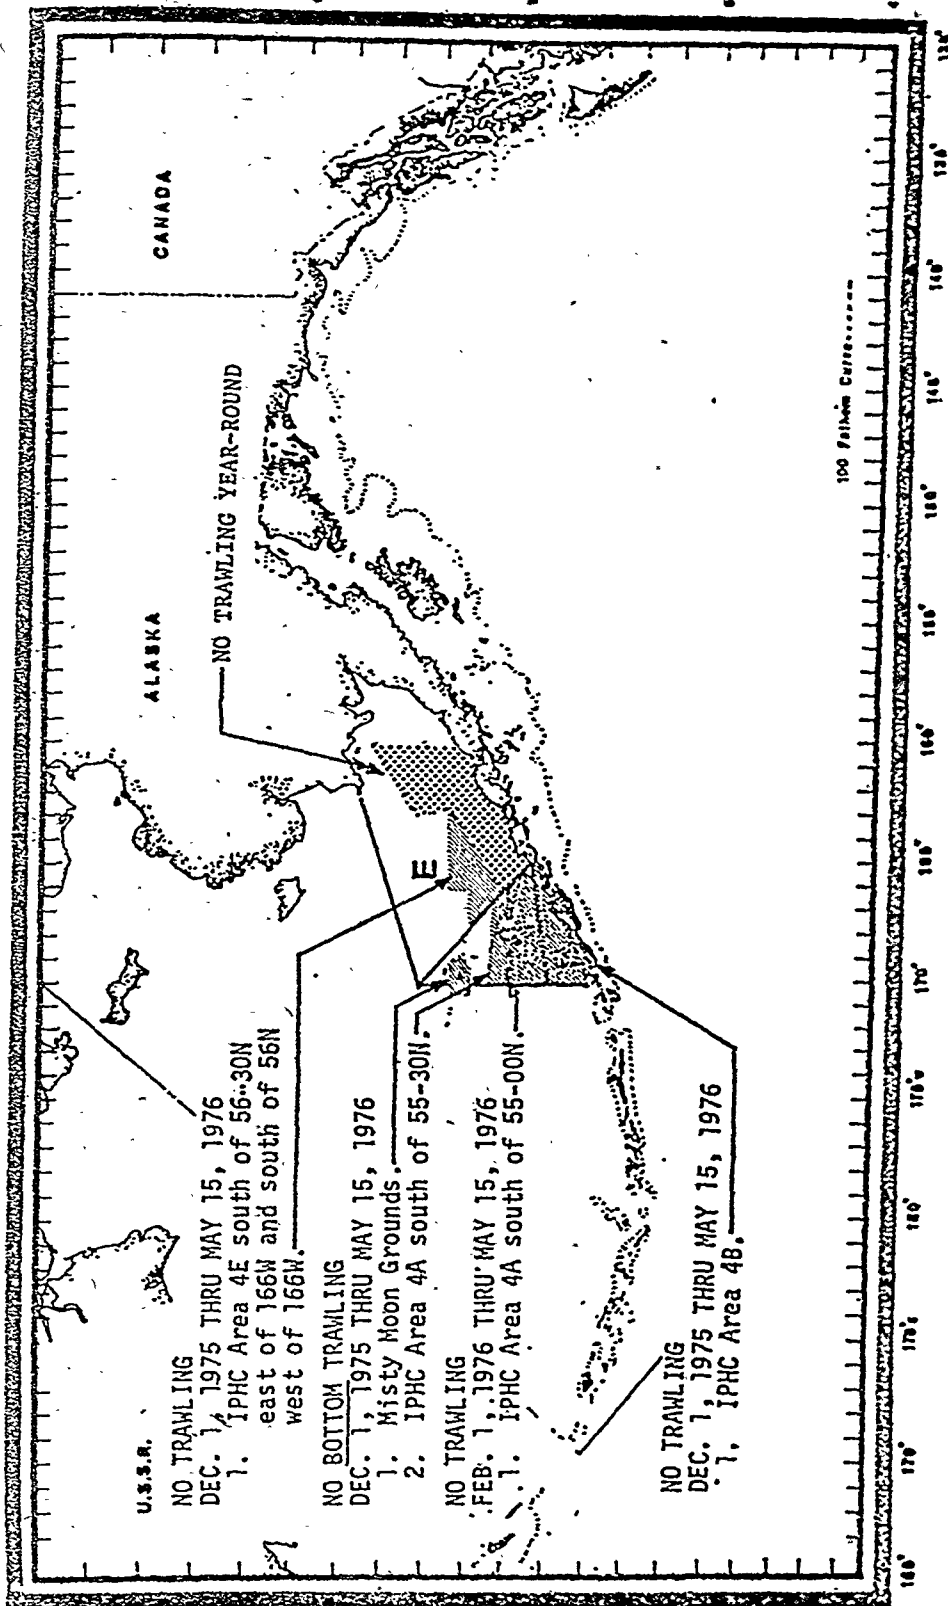 U.S.S.R.
ALASKA
CANADA
NO TRAWLING YEAR-ROUND
E
NO TRAWLING
DEC. 1, 1975 THRU MAY 15, 1976
1. IPHC Area 4E south of 56-30N
east of 166W and south of 56N
west of 166W.
NO BOTTOM TRAWLING
DEC. 1, 1975 THRU MAY 15, 1976
1. Misty Moon Grounds.
2. IPHC Area 4A south of 55-30N.
NO TRAWLING
FEB. 1, 1976 THRU MAY 15, 1976
1. IPHC Area 4A south of 55-00N.
NO TRAWLING
DEC. 1, 1975 THRU MAY 15, 1976
1. IPHC Area 4B.
100 Fathom Curve........
170° 180° 170° 160° 140°